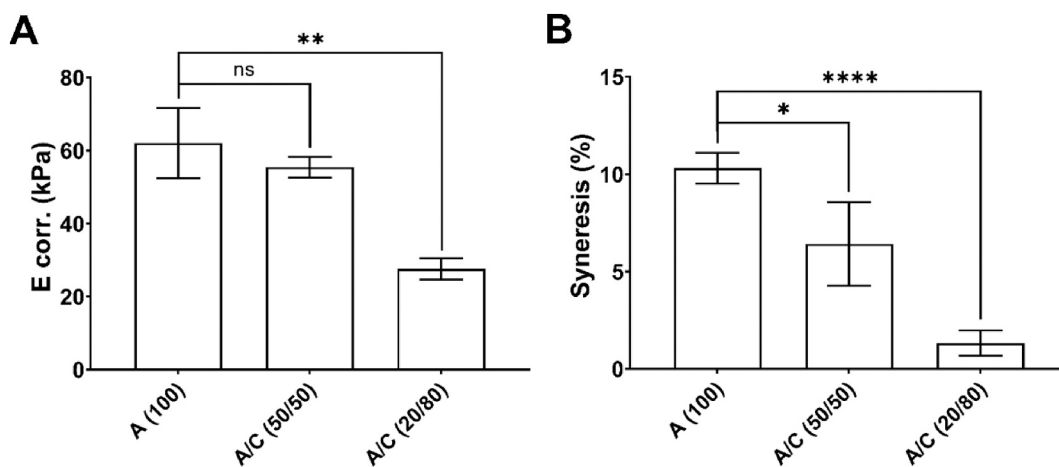 A
**
ns
80
60
40
20
0
E corr. (kPa)
A (100)
A/C (50/50)
A/C (20/80)
B
****
*
15
10
5
0
Syneresis (%)
A (100)
A/C (50/50)
A/C (20/80)